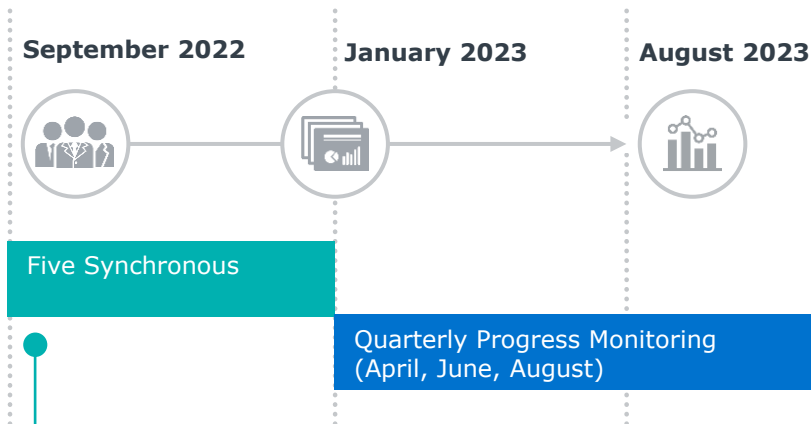 September 2022
January 2023
August 2023
Five Synchronous
Quarterly Progress Monitoring
(April, June, August)